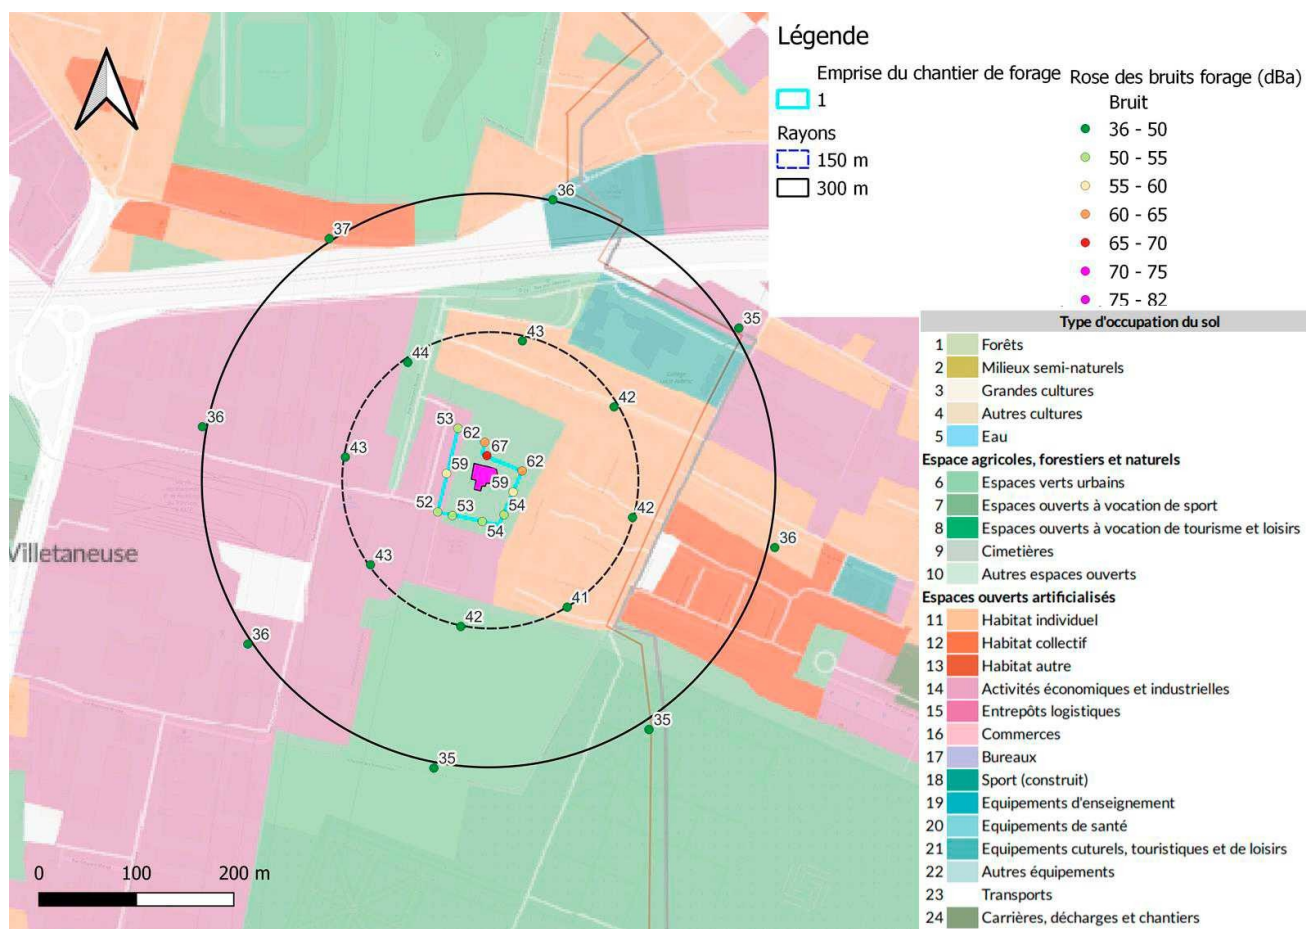 Légende
Emprise du chantier de forage
1
Rayons
150 m
300 m
Rose des bruits forage (dBa)
Bruit
36 - 50
50 - 55
55 - 60
60 - 65
65 - 70
70 - 75
75 - 82
Type d'occupation du sol
1 Forêts
2 Milieux semi-naturels
3 Grandes cultures
4 Autres cultures
5 Eau
Espace agricoles, forestiers et naturels
6 Espaces verts urbains
7 Espaces ouverts à vocation de sport
8 Espaces ouverts à vocation de tourisme et loisirs
9 Cimetières
10 Autres espaces ouverts
Espaces ouverts artificialisés
11 Habitat individuel
12 Habitat collectif
13 Habitat autre
14 Activités économiques et industrielles
15 Entrepôts logistiques
16 Commerces
17 Bureaux
18 Sport (construit)
19 Equipements d'enseignement
20 Equipements de santé
21 Equipements cuturels, touristiques et de loisirs
22 Autres équipements
23 Transports
24 Carrières, décharges et chantiers
36
37
35
43
44
42
36
53
62
43
67
62
59
59
52
53
54
54
42
36
Villetaneuse
43
41
42
36
35
35
0 100 200 m